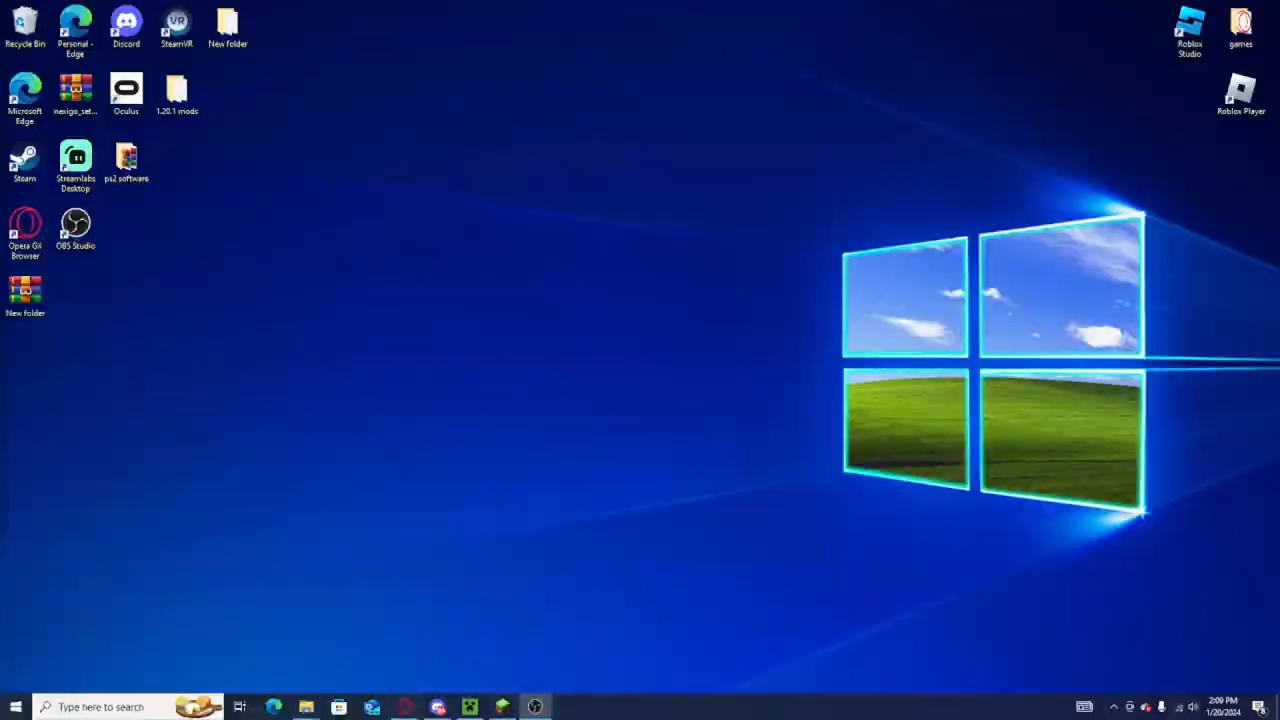 Recycle Bin
Personal - Edge
Discord
SteamVR
New folder
Roblox Studio
games
Microsoft Edge
nexigo_set...
Oculus
1.20.1 mods
Roblox Player
Steam
Streamlabs Desktop
ps2 software
Opera GX Browser
OBS Studio
New folder
Type here to search
2:09 PM
1/20/2024